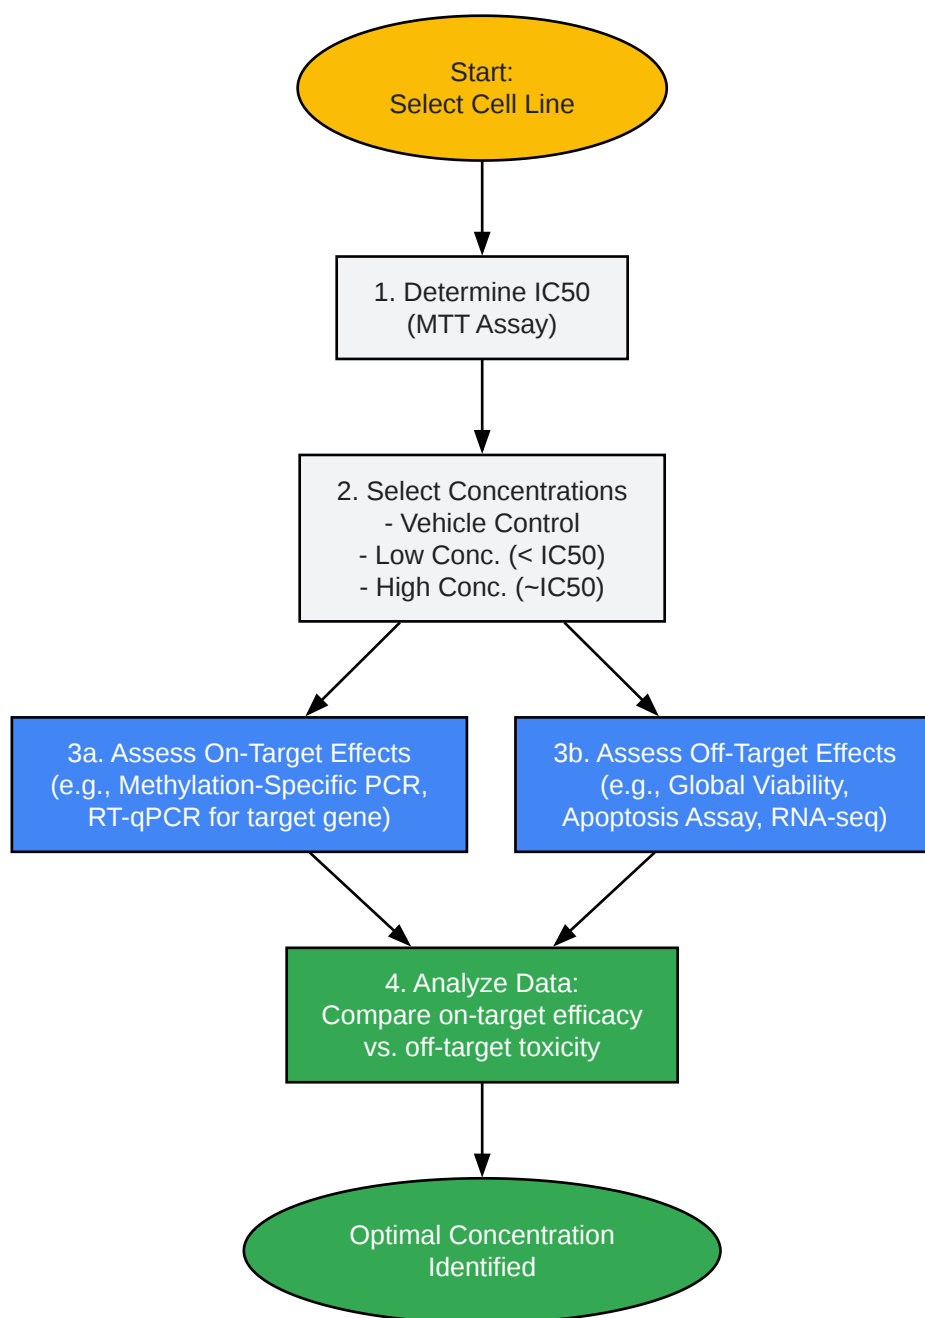 Start:
Select Cell Line
1. Determine IC50
(MTT Assay)
2. Select Concentrations
- Vehicle Control
- Low Conc. (< IC50)
- High Conc. (~IC50)
3a. Assess On-Target Effects
(e.g., Methylation-Specific PCR,
RT-qPCR for target gene)
3b. Assess Off-Target Effects
(e.g., Global Viability,
Apoptosis Assay, RNA-seq)
4. Analyze Data:
Compare on-target efficacy
vs. off-target toxicity
Optimal Concentration
Identified